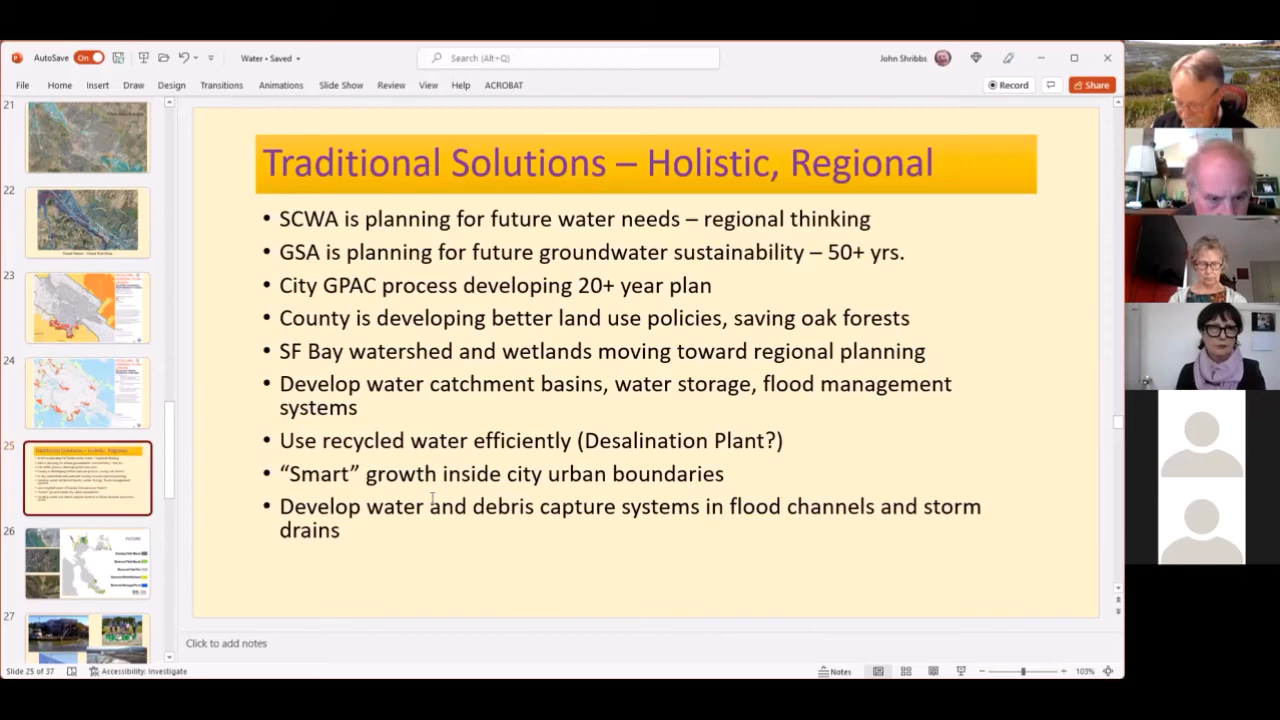 AutoSave
On
Water • Saved
Search (Alt+Q)
John Shribbs
File
Home
Insert
Draw
Design
Transitions
Animations
Slide Show
Review
View
Help
ACROBAT
Record
Share
21
22
23
24
25
26
FUTURE
27
Traditional Solutions – Holistic, Regional
• SCWA is planning for future water needs – regional thinking
• GSA is planning for future groundwater sustainability – 50+ yrs.
• City GPAC process developing 20+ year plan
• County is developing better land use policies, saving oak forests
• SF Bay watershed and wetlands moving toward regional planning
• Develop water catchment basins, water storage, flood management
systems
• Use recycled water efficiently (Desalination Plant?)
• “Smart” growth inside city urban boundaries
• Develop water and debris capture systems in flood channels and storm
drains
Click to add notes
Slide 25 of 37
Accessibility: Investigate
Notes
103%